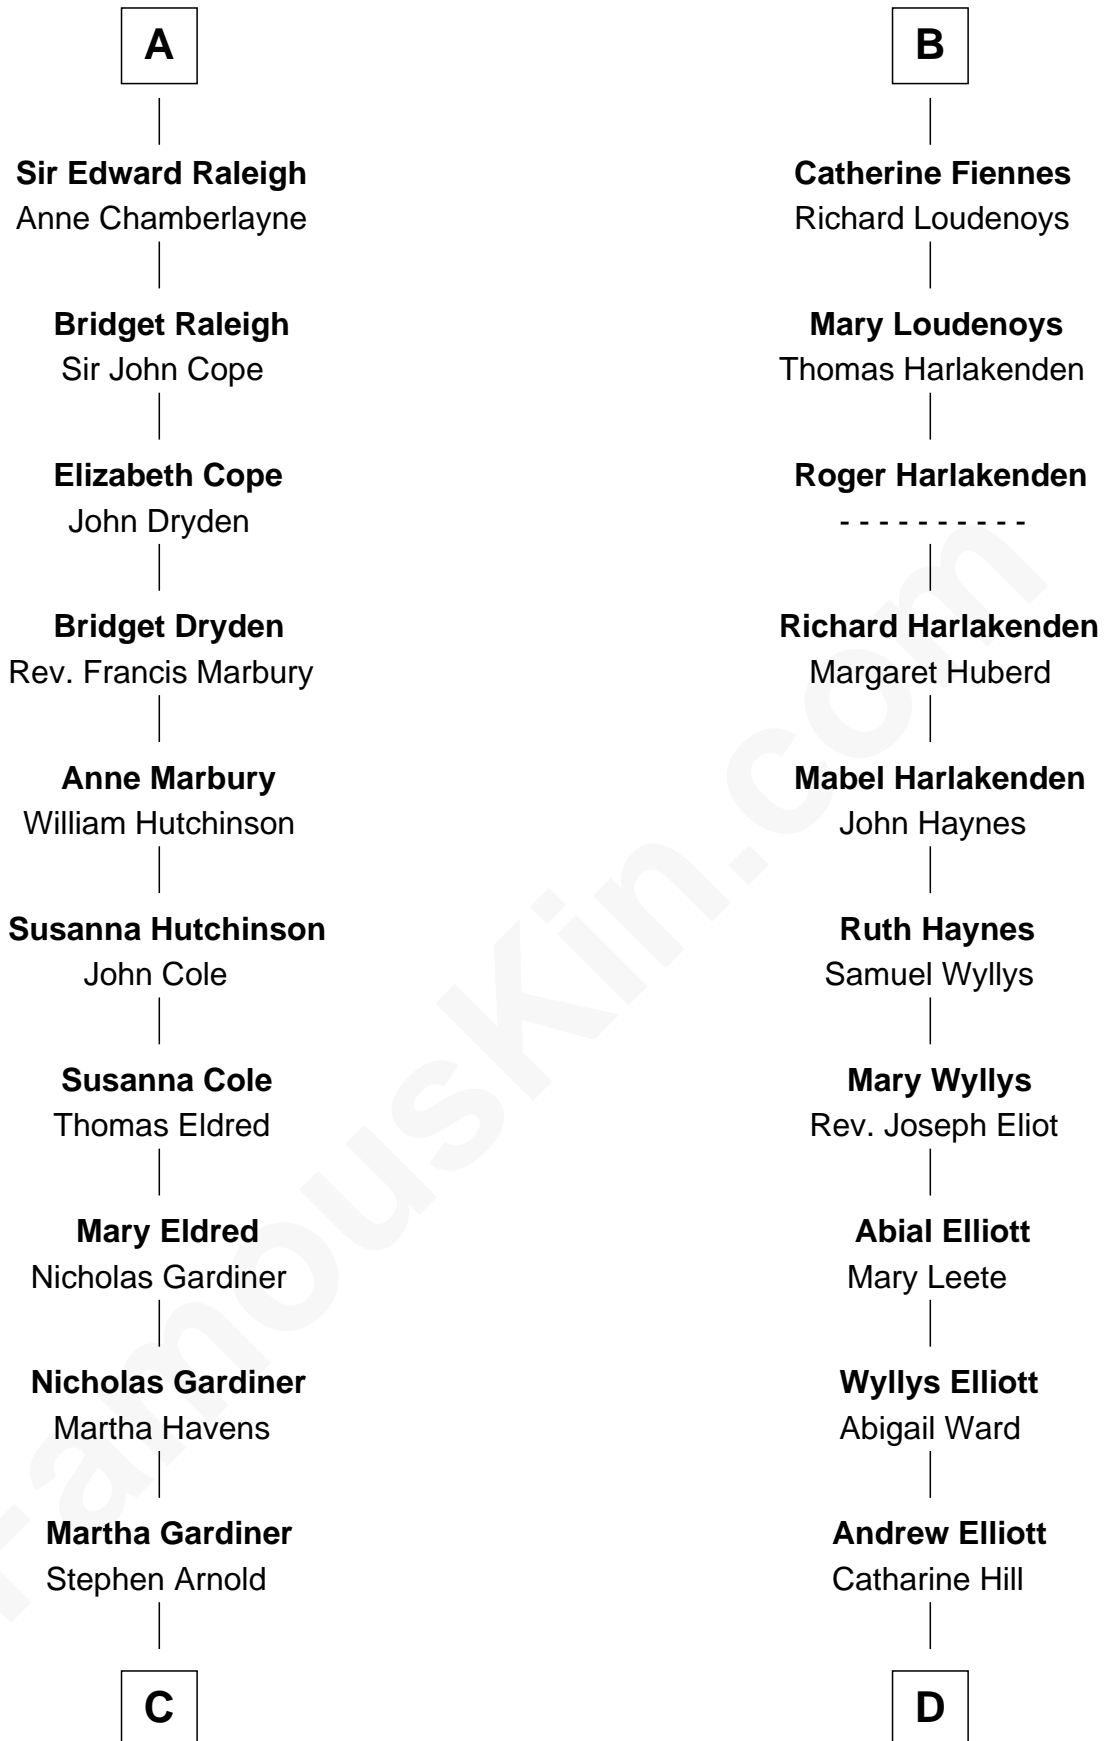 A
Sir Edward Raleigh
Anne Chamberlayne
Bridget Raleigh
Sir John Cope
Elizabeth Cope
John Dryden
Bridget Dryden
Rev. Francis Marbury
Anne Marbury
William Hutchinson
Susanna Hutchinson
John Cole
Susanna Cole
Thomas Eldred
Mary Eldred
Nicholas Gardiner
Nicholas Gardiner
Martha Havens
Martha Gardiner
Stephen Arnold
C
B
Catherine Fiennes
Richard Loudenoys
Mary Loudenoys
Thomas Harlakenden
Roger Harlakenden
- - - - - - - - - -
Richard Harlakenden
Margaret Huberd
Mabel Harlakenden
John Haynes
Ruth Haynes
Samuel Wyllys
Mary Wyllys
Rev. Joseph Eliot
Abial Elliott
Mary Leete
Wyllys Elliott
Abigail Ward
Andrew Elliott
Catharine Hill
D
FamousKin.com